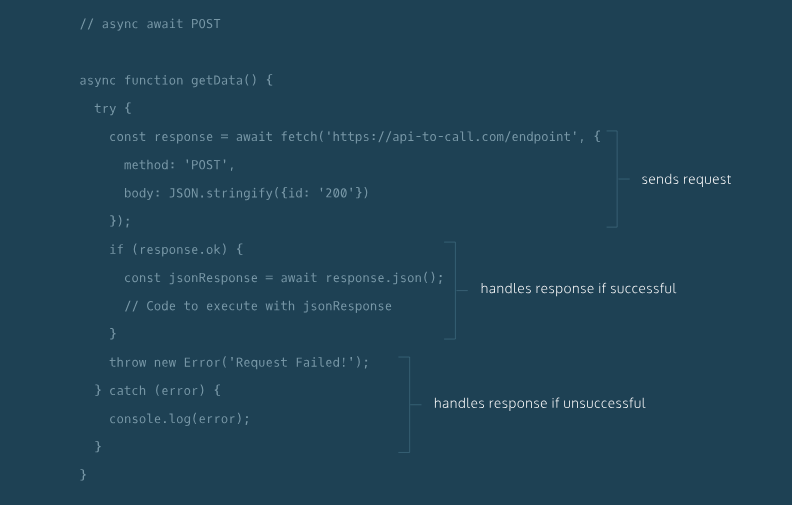 // async await POST
async function getData() {
try {
const response = await fetch('https://api-to-call.com/endpoint', {
method: 'POST',
body: JSON.stringify({id: '200'})
});
sends request
if (response.ok) {
const jsonResponse = await response.json();
// Code to execute with jsonResponse
}
handles response if successful
throw new Error('Request Failed!');
} catch (error) {
console.log(error);
}
handles response if unsuccessful
}